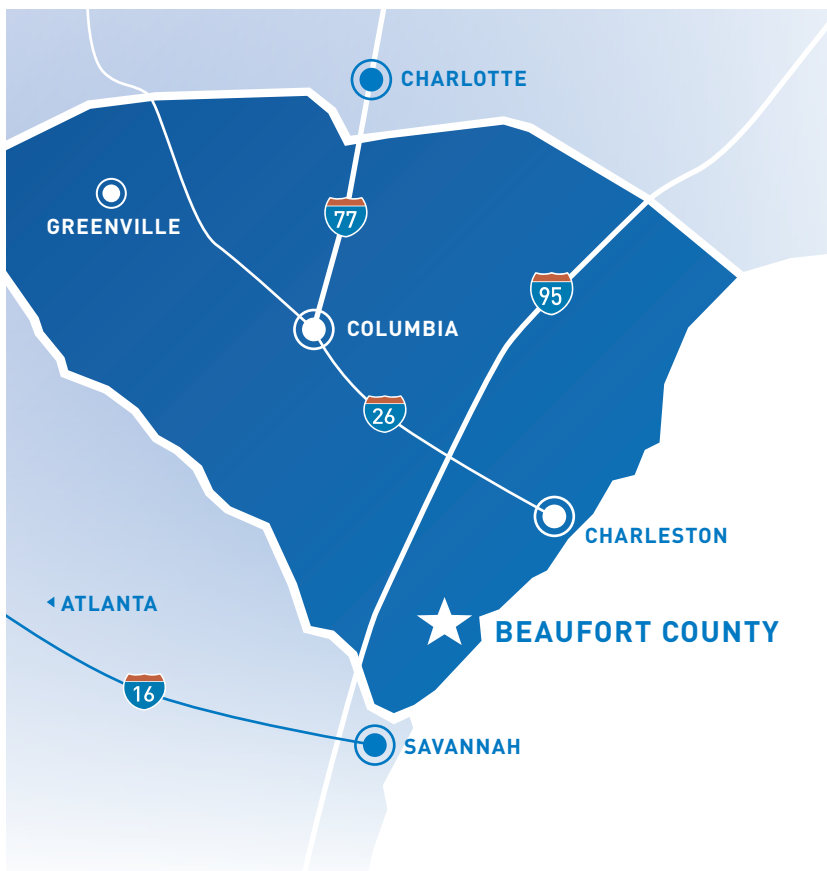 CHARLOTTE
GREENVILLE
77
95
COLUMBIA
26
CHARLESTON
ATLANTA
BEAUFORT COUNTY
16
SAVANNAH